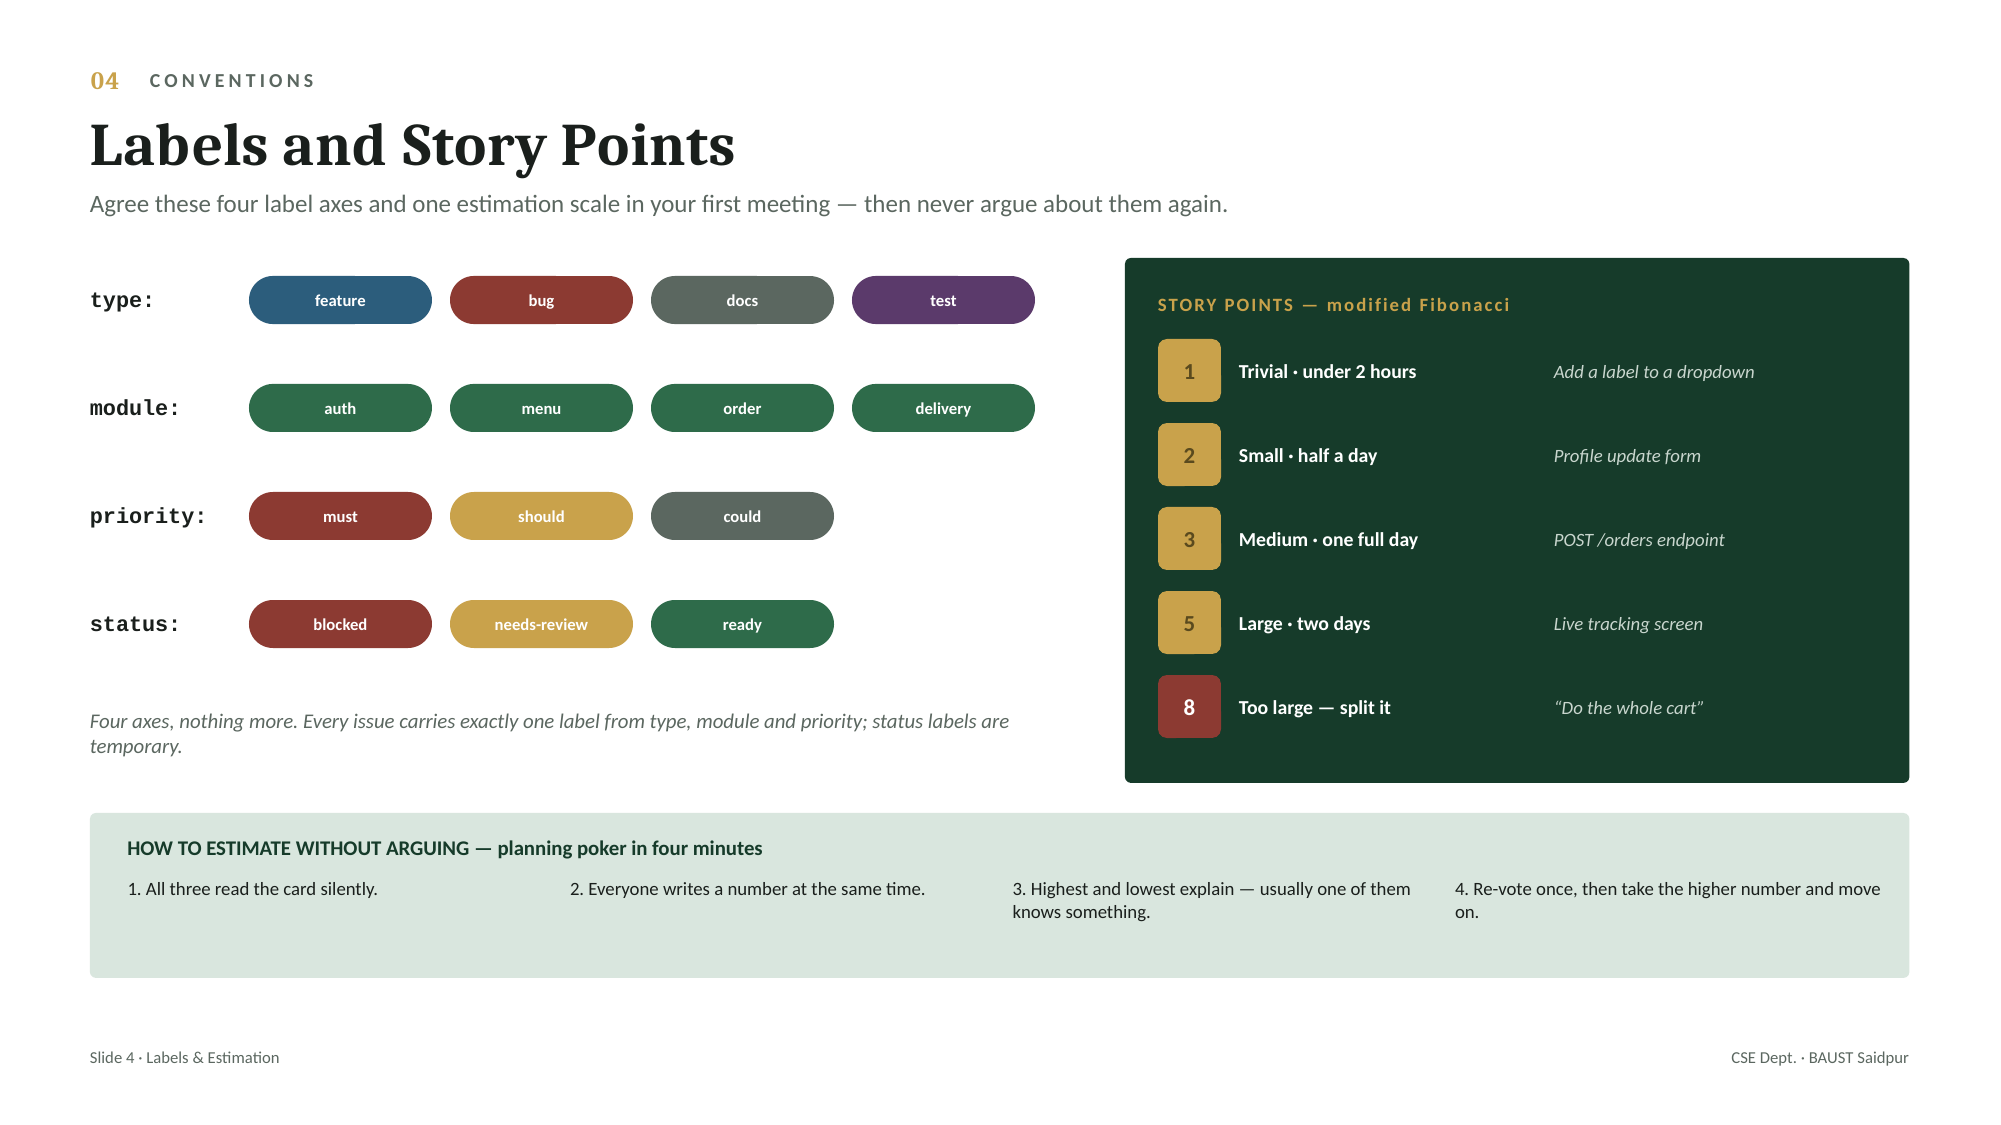 04 CONVENTIONS
Labels and Story Points
Agree these four label axes and one estimation scale in your first meeting — then never argue about them again.
type: feature bug docs test
module: auth menu order delivery
priority: must should could
status: blocked needs-review ready
Four axes, nothing more. Every issue carries exactly one label from type, module and priority; status labels are
temporary.
STORY POINTS — modified Fibonacci
1 Trivial · under 2 hours Add a label to a dropdown
2 Small · half a day Profile update form
3 Medium · one full day POST /orders endpoint
5 Large · two days Live tracking screen
8 Too large — split it “Do the whole cart”
HOW TO ESTIMATE WITHOUT ARGUING — planning poker in four minutes
1. All three read the card silently.
2. Everyone writes a number at the same time.
3. Highest and lowest explain — usually one of them
knows something.
4. Re-vote once, then take the higher number and move
on.
Slide 4 · Labels & Estimation
CSE Dept. · BAUST Saidpur